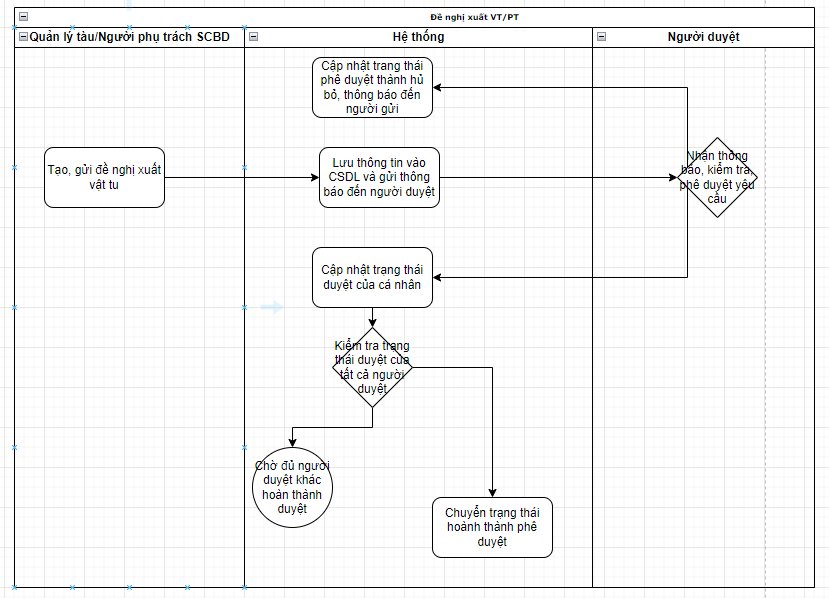 Đề nghị xuất VT/PT
Quản lý tàu/Người phụ trách SCBD
Hệ thống
Người duyệt
Cập nhật trang thái
phê duyệt thành hủ
bỏ, thông báo đến
người gửi
Tạo, gửi đề nghị xuất
vật tu
Lưu thông tin vào
CSDL và gửi thông
báo đến người duyệt
Nhận thông
báo, kiểm tra,
phê duyệt yêu
cầu
Cập nhật trang thái
duyệt của cá nhân
Kiểm tra trang
thái duyệt của
tất cả người
duyệt
Chờ đủ người
duyệt khác
hoàn thành
duyệt
Chuyển trạng thái
hoành thành phê
duyệt